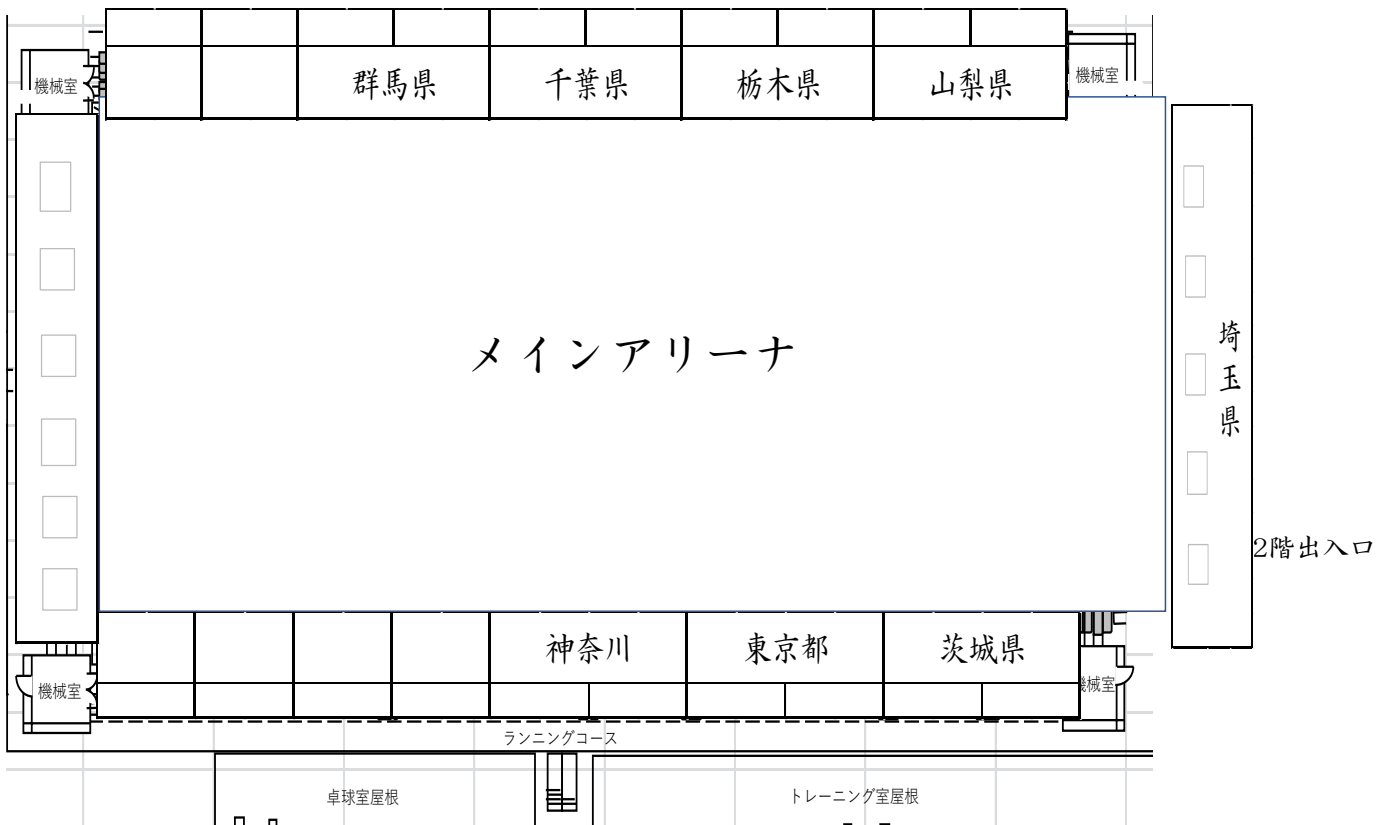 機械室
群馬県
千葉県
栃木県
山梨県
機械室
メインアリーナ
埼玉県
2階出入口
神奈川
東京都
茨城県
機械室
機械室
ランニングコース
卓球室屋根
トレーニング室屋根